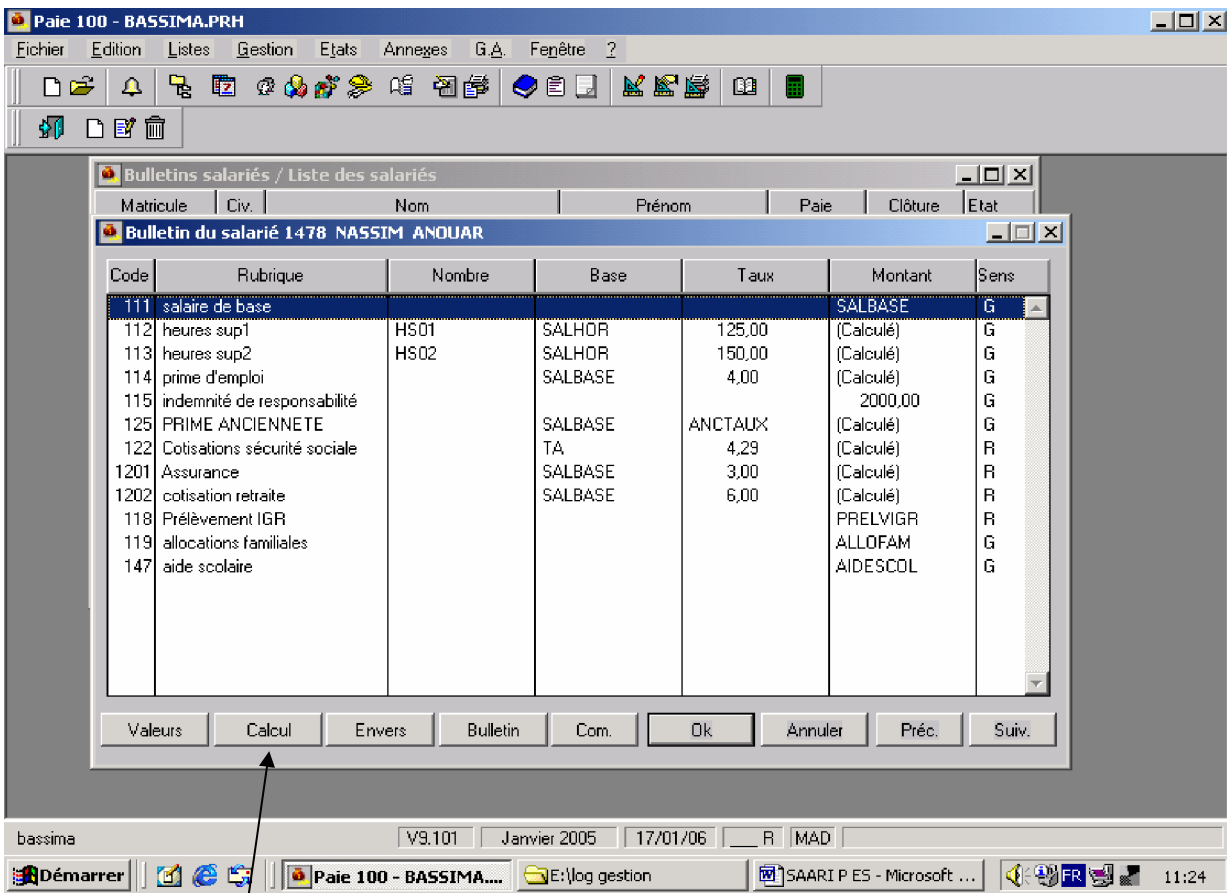 Paie 100 - BASSIMA.PRH
Fichier Edition Listes Gestion Etats Annexes G.A. Fenêtre ?
Bulletins salariés / Liste des salariés
Matricule Civ. Nom Prénom Paie Clôture Etat
Bulletin du salarié 1478 NASSIM ANOUAR
Code Rubrique Nombre Base Taux Montant Sens
111 salaire de base SALBASE G
112 heures sup1 HS01 SALHOR 125,00 (Calculé) G
113 heures sup2 HS02 SALHOR 150,00 (Calculé) G
114 prime d'emploi SALBASE 4,00 (Calculé) G
115 indemnité de responsabilité 2000,00 G
125 PRIME ANCIENNETE SALBASE ANCTAUX (Calculé) G
122 Cotisations sécurité sociale TA 4,29 (Calculé) R
1201 Assurance SALBASE 3,00 (Calculé) R
1202 cotisation retraite SALBASE 6,00 (Calculé) R
118 Prélèvement IGR PRELVIGR R
119 allocations familiales ALLOFAM G
147 aide scolaire AIDESCOL G
Valeurs Calcul Envers Bulletin Com. Ok Annuler Préc. Suiv.
bassima V9.101 Janvier 2005 17/01/06 ___ R MAD
Démarrer Paie 100 - BASSIMA.... E:\log gestion SAARI P ES - Microsoft ... FR 11:24